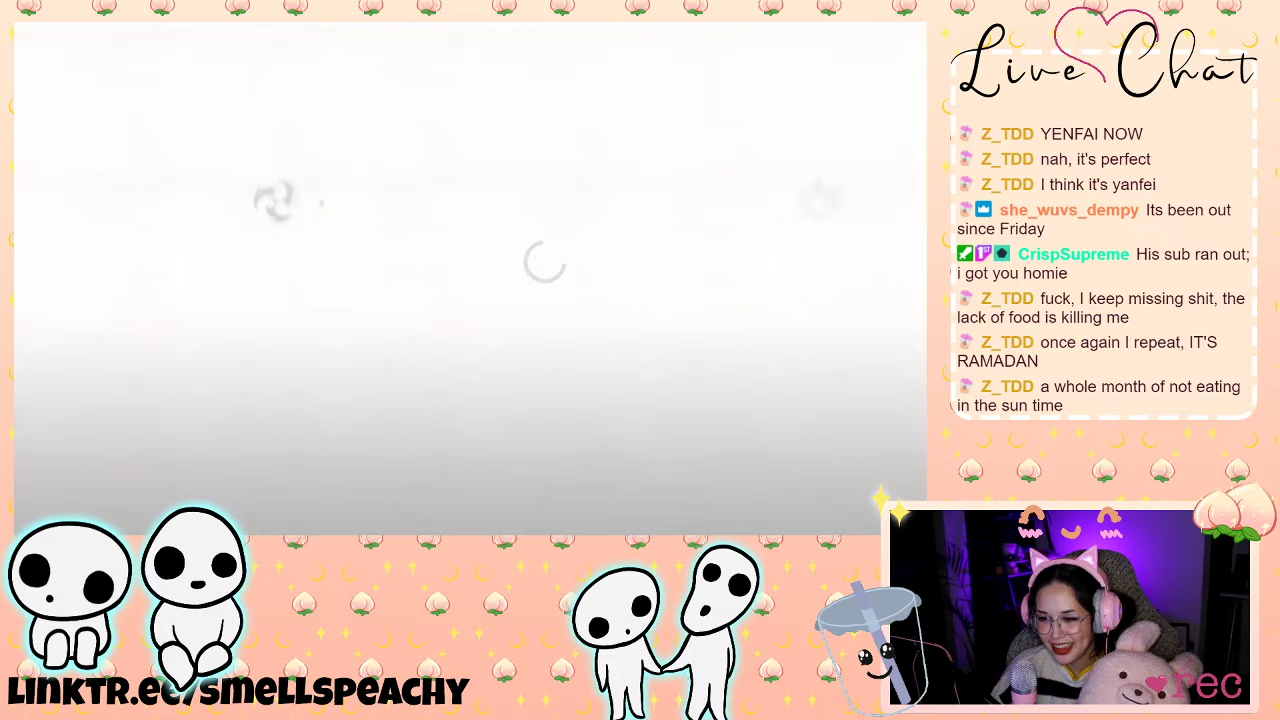 Live Chat
Z_TDD YENFAI NOW
Z_TDD nah, it's perfect
Z_TDD I think it's yanfei
she_wuvs_dempy Its been out
since Friday
CrispSupreme His sub ran out;
i got you homie
Z_TDD fuck, I keep missing shit, the
lack of food is killing me
Z_TDD once again I repeat, IT'S
RAMADAN
Z_TDD a whole month of not eating
in the sun time
rec
Linktr.ee/smellspeachy